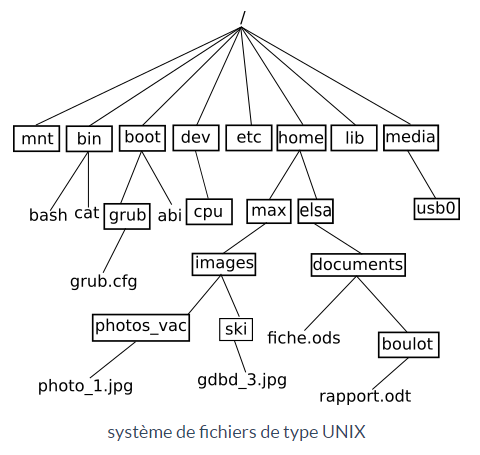 /
mnt bin boot dev etc home lib media
bash cat grub abi cpu max elsa usb0
grub.cfg images documents
photos_vac ski fiche.ods boulot
photo_1.jpg gdbd_3.jpg rapport.odt
système de fichiers de type UNIX